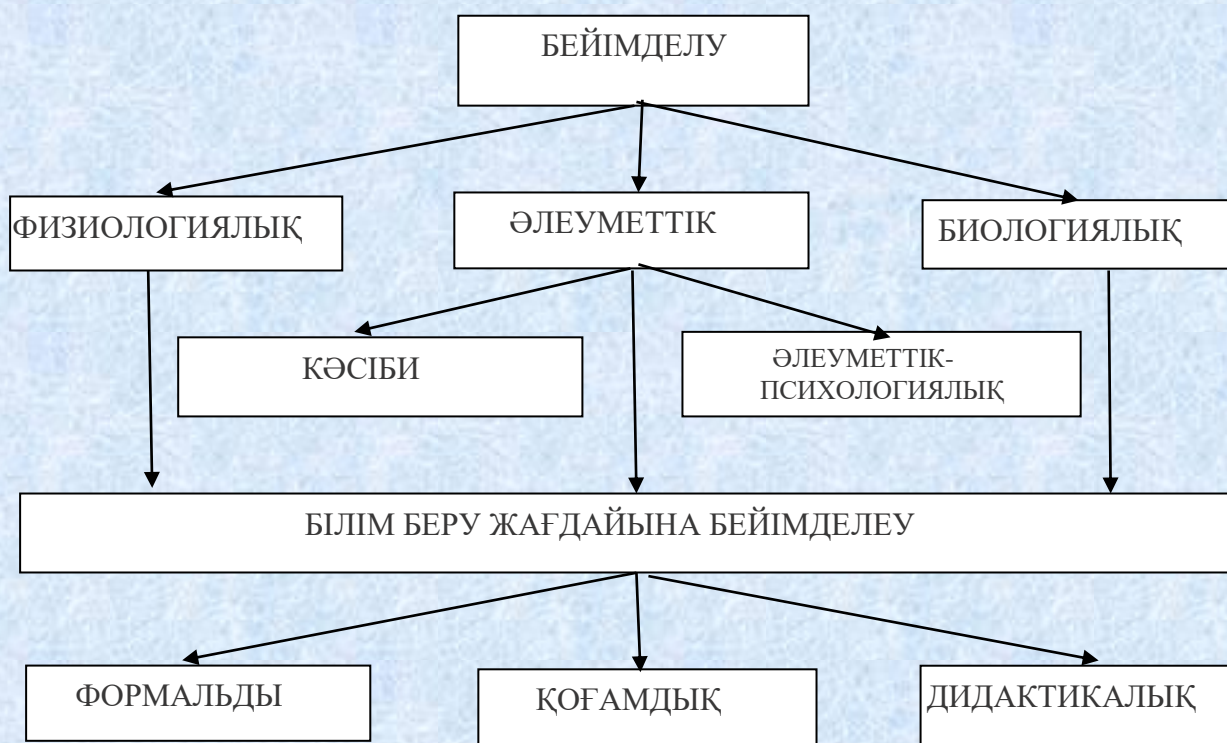 БЕЙІМДЕЛУ
ФИЗИОЛОГИЯЛЫҚ
ӘЛЕУМЕТТІК
БИОЛОГИЯЛЫҚ
КӘСІБИ
ӘЛЕУМЕТТІК-
ПСИХОЛОГИЯЛЫҚ
БІЛІМ БЕРУ ЖАҒДАЙЫНА БЕЙІМДЕЛЕУ
ФОРМАЛЬДЫ
ҚОҒАМДЫҚ
ДИДАКТИКАЛЫҚ